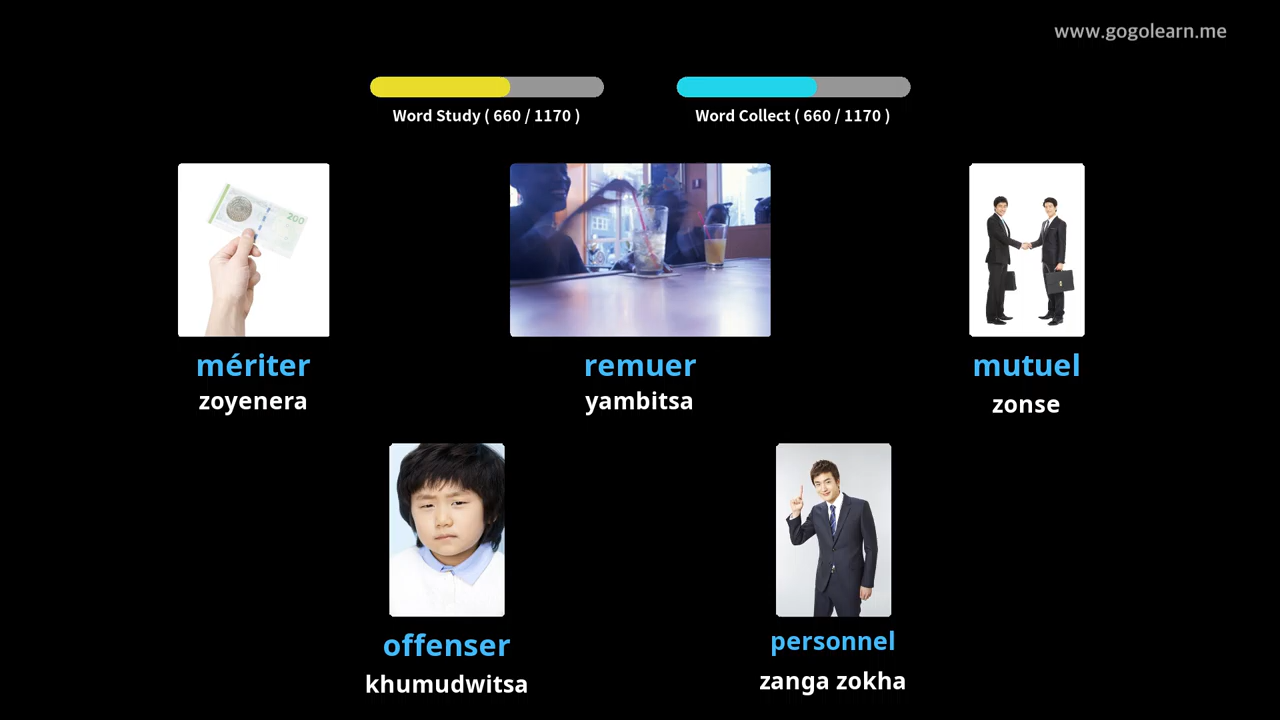 www.gogolearn.me
Word Study ( 660 / 1170 )
Word Collect ( 660 / 1170 )
200
mériter
zoyenera
remuer
yambitsa
mutuel
zonse
offenser
khumudwitsa
personnel
zanga zokha